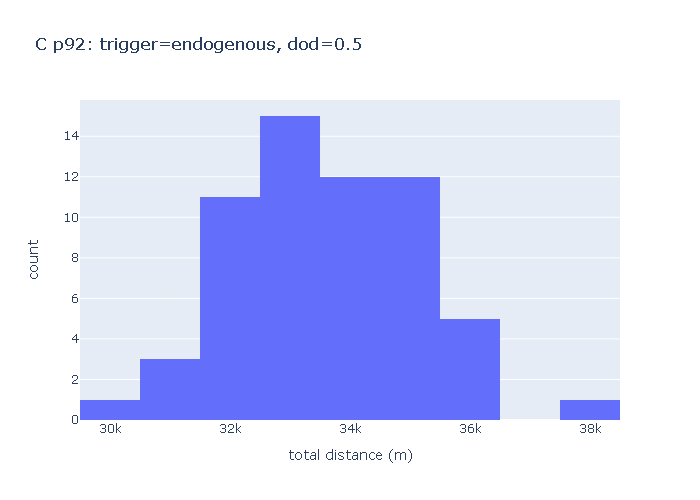 C p92: trigger=endogenous, dod=0.5
14
12
10
8
6
4
2
0
count
30k 32k 34k 36k 38k
total distance (m)